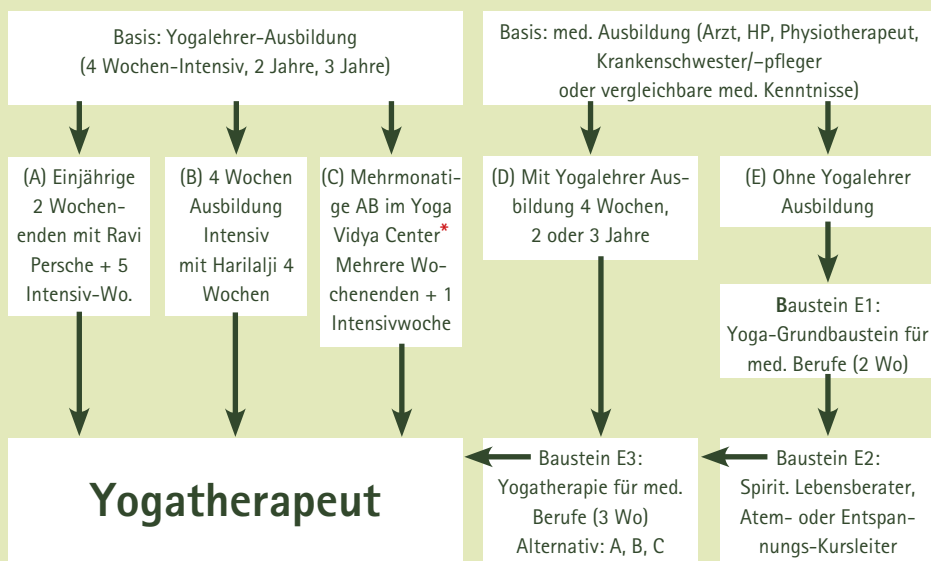 Basis: Yogalehrer-Ausbildung
(4 Wochen-Intensiv, 2 Jahre, 3 Jahre)
Basis: med. Ausbildung (Arzt, HP, Physiotherapeut,
Krankenschwester/–pfleger
oder vergleichbare med. Kenntnisse)
(A) Einjährige
2 Wochen-
enden mit Ravi
Persche + 5
Intensiv-Wo.
(B) 4 Wochen
Ausbildung
Intensiv
mit Harilalji 4
Wochen
(C) Mehrmonati-
ge AB im Yoga
Vidya Center*
Mehrere Wo-
chenenden + 1
Intensivwoche
(D) Mit Yogalehrer Aus-
bildung 4 Wochen,
2 oder 3 Jahre
(E) Ohne Yogalehrer
Ausbildung
Baustein E1:
Yoga-Grundbaustein für
med. Berufe (2 Wo)
Yogatherapeut
Baustein E3:
Yogatherapie für med.
Berufe (3 Wo)
Alternativ: A, B, C
Baustein E2:
Spirit. Lebensberater,
Atem- oder Entspan-
nungs-Kursleiter